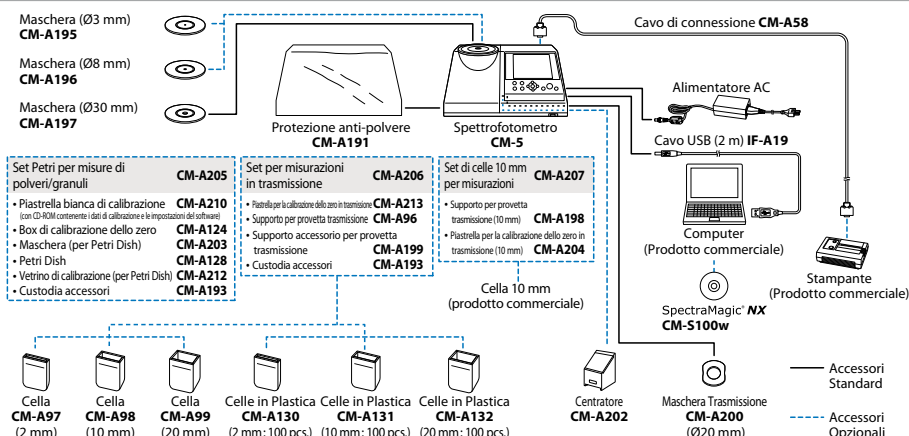 Maschera (Ø3 mm)
CM-A195
Maschera (Ø8 mm)
CM-A196
Maschera (Ø30 mm)
CM-A197
Protezione anti-polvere
CM-A191
Spettrofotometro
CM-5
Cavo di connessione CM-A58
Alimentatore AC
Cavo USB (2 m) IF-A19
Computer
(Prodotto commerciale)
SpectraMagic® NX
CM-S100w
Stampante
(Prodotto commerciale)
Set Petri per misure di
polveri/granuli
CM-A205
• Piastrella bianca di calibrazione CM-A210
(con CD-ROM contenente i dati di calibrazione e le impostazioni del software)
• Box di calibrazione dello zero CM-A124
• Maschera (per Petri Dish) CM-A203
• Petri Dish CM-A128
• Vetrino di calibrazione (per Petri Dish) CM-A212
• Custodia accessori CM-A193
Set per misurazioni
in trasmissione
CM-A206
• Piastrella per la calibrazione dello zero in trasmissione CM-A213
• Supporto per provetta trasmissione CM-A96
• Supporto accessorio per provetta
trasmissione CM-A199
• Custodia accessori CM-A193
Set di celle 10 mm
per misurazioni
CM-A207
• Supporto per provetta
trasmissione (10 mm) CM-A198
• Piastrella per la calibrazione dello zero in
trasmissione (10 mm) CM-A204
Cella 10 mm
(prodotto commerciale)
Cella
CM-A97
(2 mm)
Cella
CM-A98
(10 mm)
Cella
CM-A99
(20 mm)
Celle in Plastica
CM-A130
(2 mm: 100 pcs.)
Celle in Plastica
CM-A131
(10 mm: 100 pcs.)
Celle in Plastica
CM-A132
(20 mm: 100 pcs.)
Centratore
CM-A202
Maschera Trasmissione
CM-A200
(Ø20 mm)
Accessori
Standard
Accessori
Opzionali